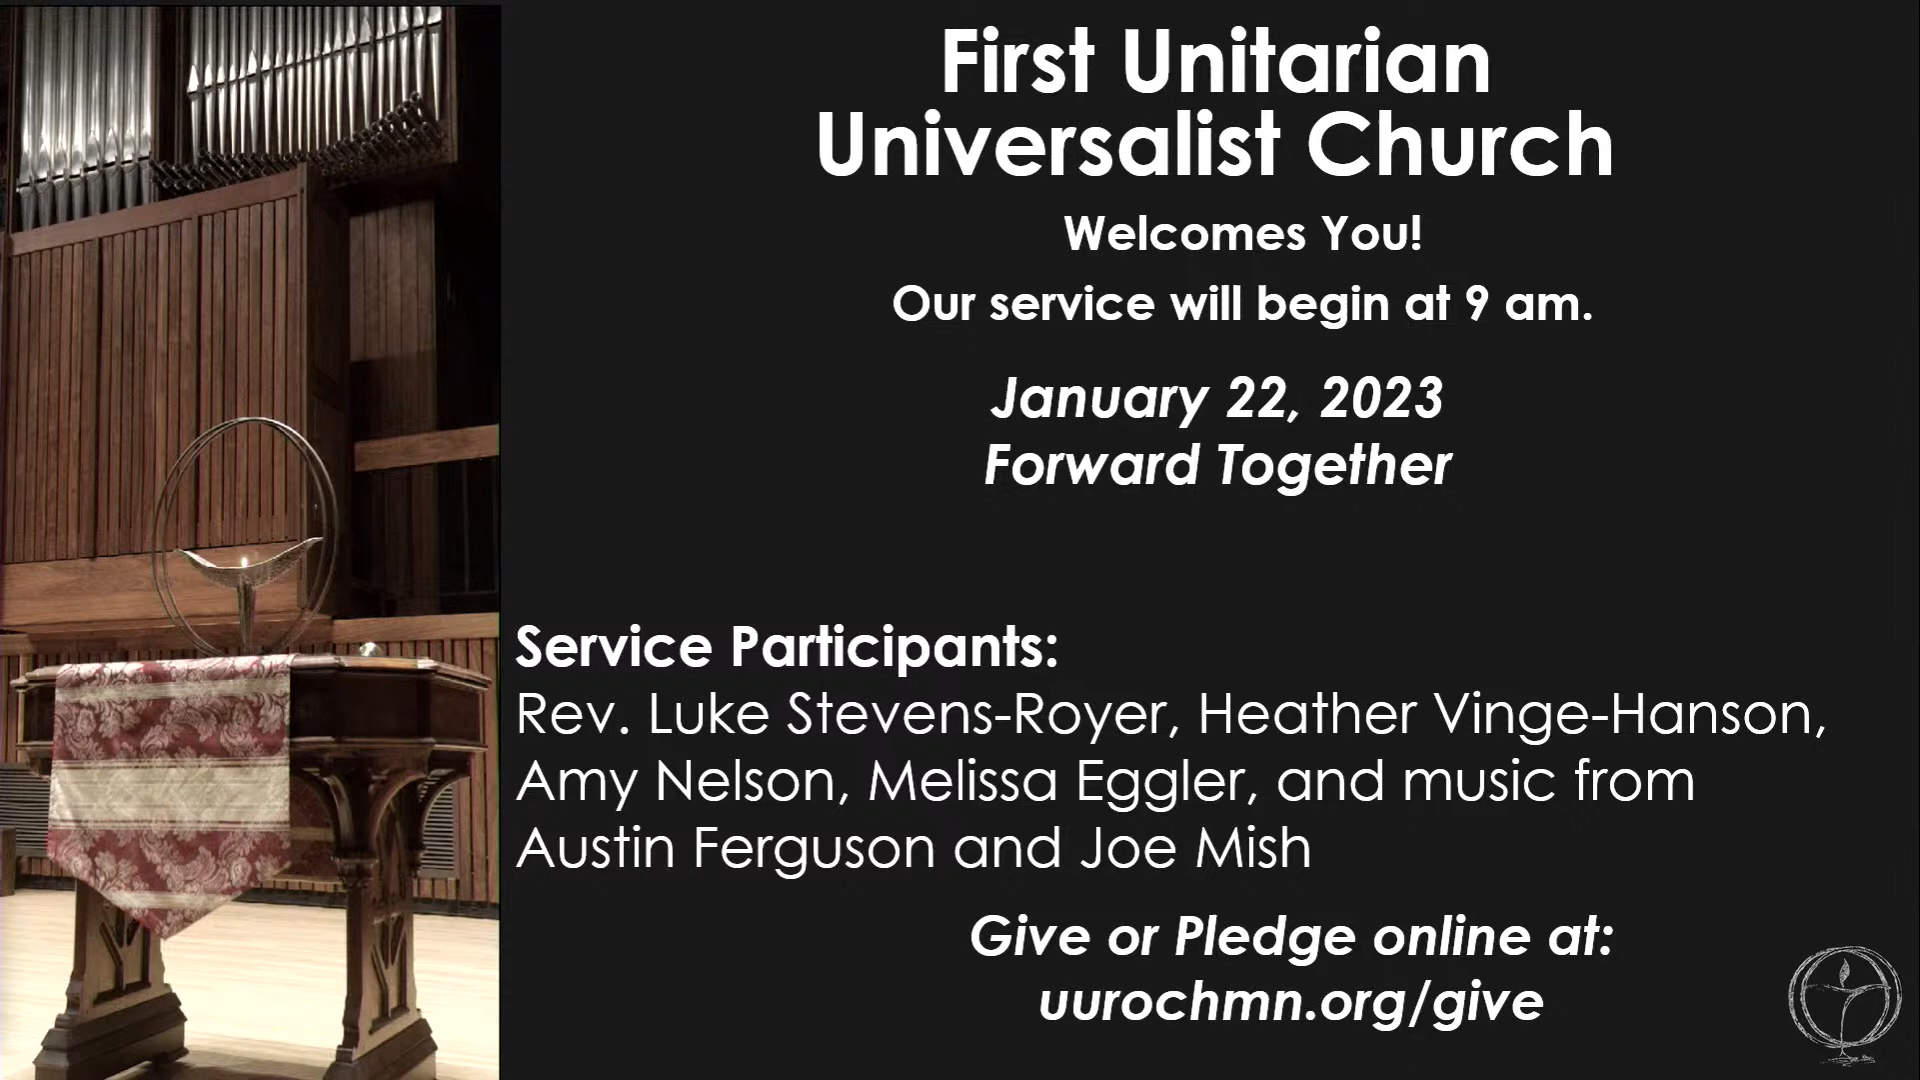 First Unitarian
Universalist Church
Welcomes You!
Our service will begin at 9 am.
January 22, 2023
Forward Together
Service Participants:
Rev. Luke Stevens-Royer, Heather Vinge-Hanson,
Amy Nelson, Melissa Eggler, and music from
Austin Ferguson and Joe Mish
Give or Pledge online at:
uurochmn.org/give